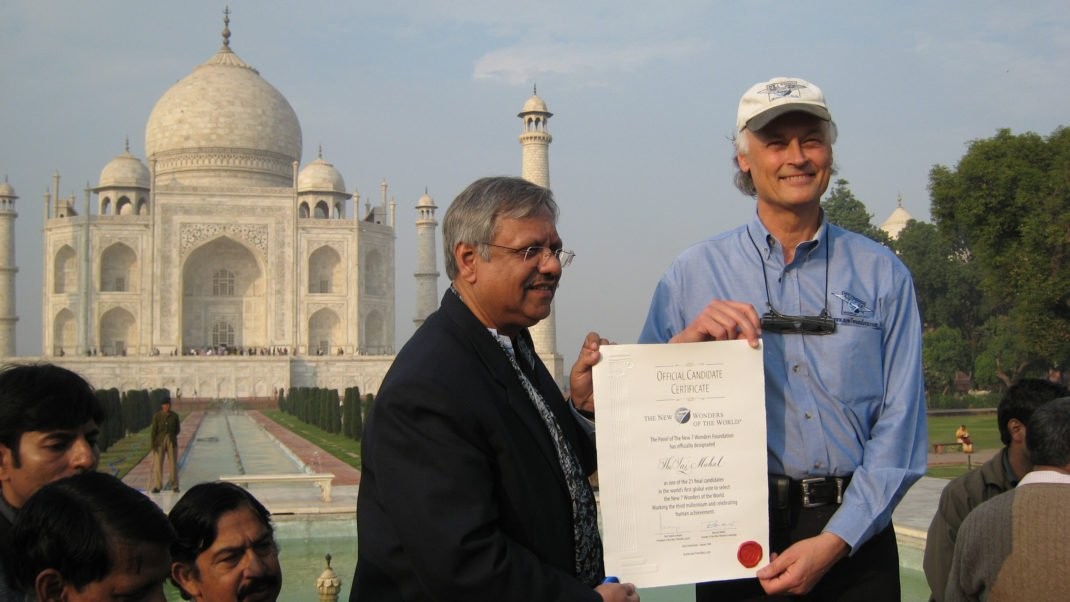 OFFICIAL CANDIDATE
CERTIFICATE
THE NEW 7 WONDERS
OF THE WORLD
The Panel of The New 7 Wonders Foundation
has officially designated
The Taj Mahal
as one of the 21 final candidates
in the world's first global vote to select
the New 7 Wonders of the World
Marking the third millennium and celebrating
human achievement.